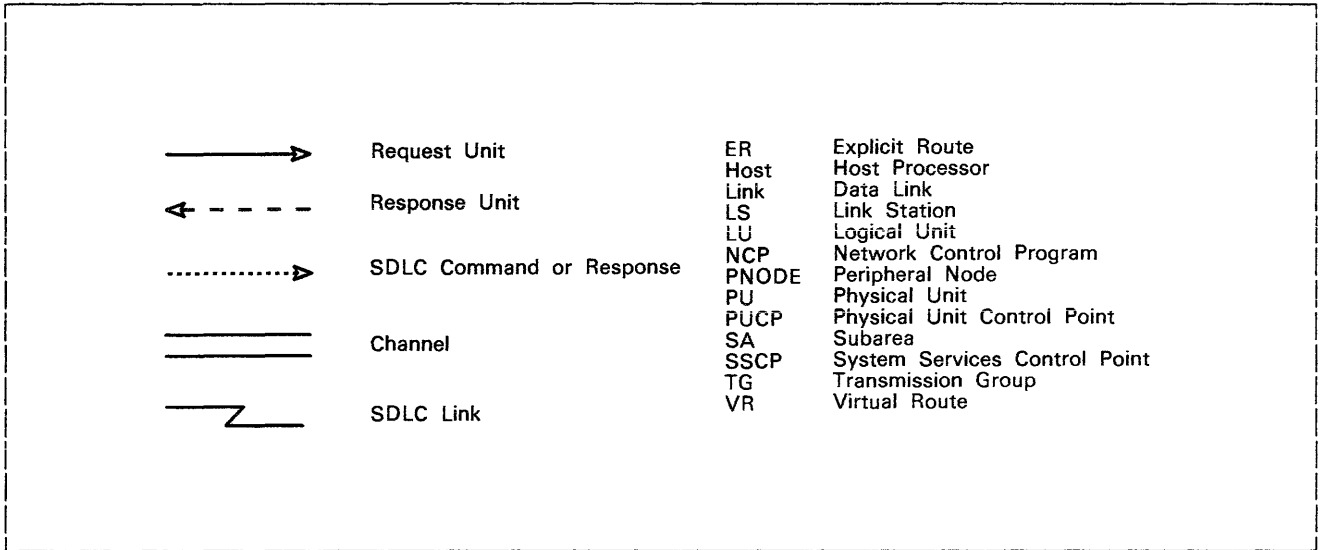 Request Unit
Response Unit
SDLC Command or Response
Channel
SDLC Link
ER Explicit Route
Host Host Processor
Link Data Link
LS Link Station
LU Logical Unit
NCP Network Control Program
PNODE Peripheral Node
PU Physical Unit
PUCP Physical Unit Control Point
SA Subarea
SSCP System Services Control Point
TG Transmission Group
VR Virtual Route